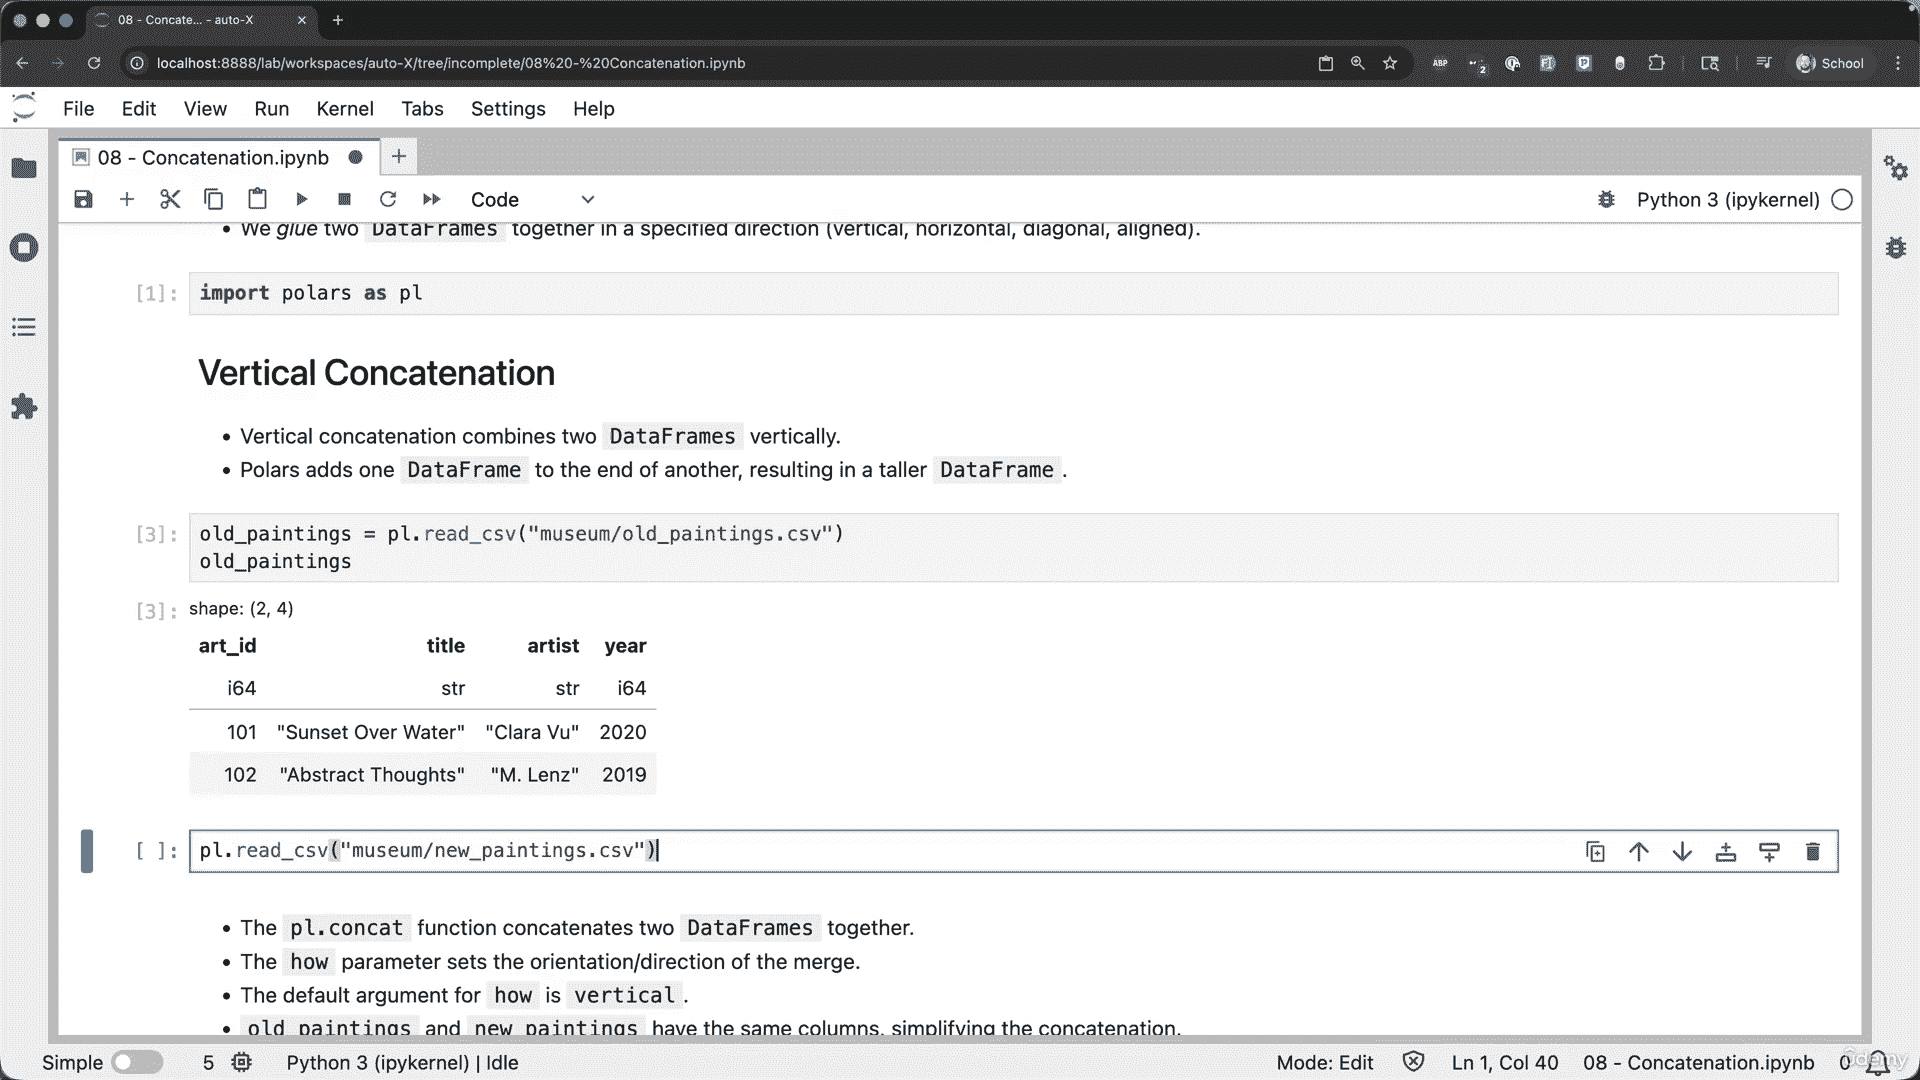 08 - Concate... - auto-X
localhost:8888/lab/workspaces/auto-X/tree/incomplete/08%20-%20Concatenation.ipynb
ABP
2
School
File Edit View Run Kernel Tabs Settings Help
08 - Concatenation.ipynb
Code
Python 3 (ipykernel)
• We glue two DataFrames together in a specified direction (vertical, horizontal, diagonal, aligned).
[1]: import polars as pl
Vertical Concatenation
• Vertical concatenation combines two DataFrames vertically.
• Polars adds one DataFrame to the end of another, resulting in a taller DataFrame.
[3]: old_paintings = pl.read_csv("museum/old_paintings.csv")
old_paintings
[3]: shape: (2, 4)
art_id title artist year
i64 str str i64
101 "Sunset Over Water" "Clara Vu" 2020
102 "Abstract Thoughts" "M. Lenz" 2019
[ ]: pl.read_csv("museum/new_paintings.csv")
• The pl.concat function concatenates two DataFrames together.
• The how parameter sets the orientation/direction of the merge.
• The default argument for how is vertical.
• old_paintings and new_paintings have the same columns, simplifying the concatenation.
Simple 5 Python 3 (ipykernel) | Idle Mode: Edit Ln 1, Col 40 08 - Concatenation.ipynb 0
udemy